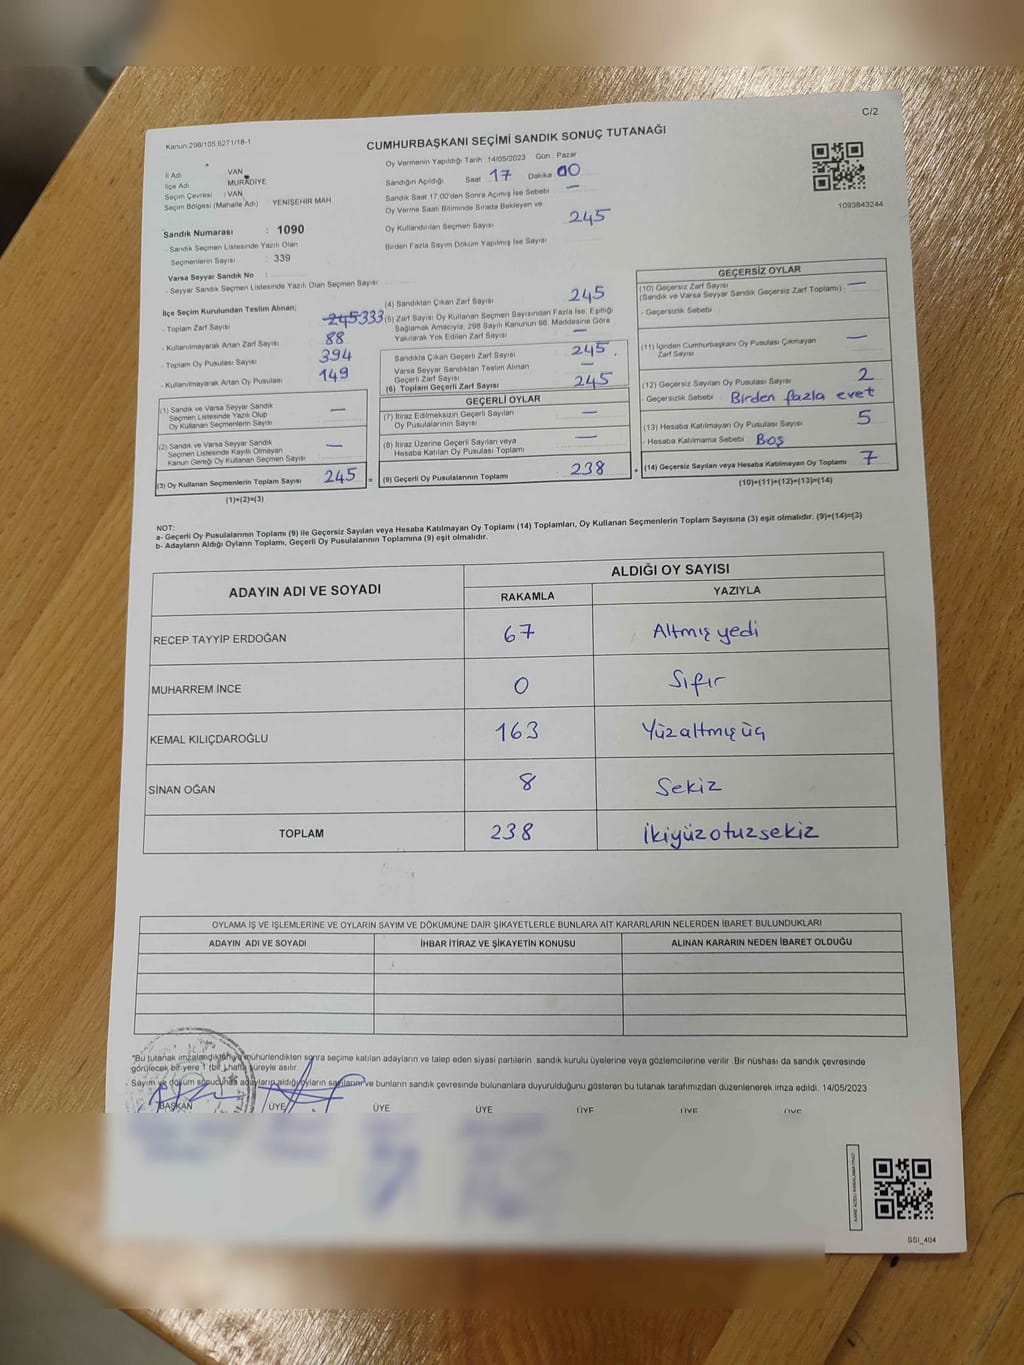 C/2
Kanun 298/105,6271/18-1
CUMHURBAŞKANI SEÇİMİ SANDIK SONUÇ TUTANAĞI
İl Adı VAN
İlçe Adı MURADİYE
Seçim Çevresi : VAN
Seçim Bölgesi (Mahalle Adı) : YENİŞEHİR MAH.
Sandık Numarası : 1090
- Sandık Seçmen Listesinde Yazılı Olan
Seçmenlerin Sayısı : 339
Varsa Seyyar Sandık No :
- Seyyar Sandık Seçmen Listesinde Yazılı Olan Seçmen Sayısı
Oy Vermenin Yapıldığı Tarih : 14/05/2023 Gün : Pazar
Sandığın Açıldığı Saat 17 Dakika 00
Sandık Saat 17:00'den Sonra Açılmış İse Sebebi —
Oy Verme Saati Bitiminde Sırada Bekleyen ve
Oy Kullandırılan Seçmen Sayısı 245
Birden Fazla Sayım Döküm Yapılmış İse Sayısı
1093843244
İlçe Seçim Kurulundan Teslim Alınan;
- Toplam Zarf Sayısı 245 333
- Kullanılmayarak Artan Zarf Sayısı 88
- Toplam Oy Pusulası Sayısı 394
- Kullanılmayarak Artan Oy Pusulası 149
(4) Sandıktan Çıkan Zarf Sayısı 245
(5) Zarf Sayısı Oy Kullanan Seçmen Sayısından Fazla İse, Eşitliği
Sağlamak Amacıyla; 298 Sayılı Kanunun 98. Maddesine Göre
Yakılarak Yok Edilen Zarf Sayısı —
Sandıkla Çıkan Geçerli Zarf Sayısı 245
Varsa Seyyar Sandıktan Teslim Alınan
Geçerli Zarf Sayısı
(6) Toplam Geçerli Zarf Sayısı 245
GEÇERSİZ OYLAR
(10) Geçersiz Zarf Sayısı —
(Sandık ve Varsa Seyyar Sandık Geçersiz Zarf Toplamı)
- Geçersizlik Sebebi
(11) İçinden Cumhurbaşkanı Oy Pusulası Çıkmayan
Zarf Sayısı —
(12) Geçersiz Sayılan Oy Pusulası Sayısı 2
- Geçersizlik Sebebi Birden fazla evet
(13) Hesaba Katılmayan Oy Pusulası Sayısı 5
- Hesaba Katılmama Sebebi Boş
(14) Geçersiz Sayılan veya Hesaba Katılmayan Oy Toplamı 7
(10)+(11)+(12)+(13)=(14)
(1) Sandık ve Varsa Seyyar Sandık
Seçmen Listesinde Yazılı Olup
Oy Kullanan Seçmenlerin Sayısı —
(2) Sandık ve Varsa Seyyar Sandık
Seçmen Listesinde Kayıtlı Olmayan
Kanun Gereği Oy Kullanan Seçmen Sayısı —
(3) Oy Kullanan Seçmenlerin Toplam Sayısı 245 =
(1)+(2)=(3)
GEÇERLİ OYLAR
(7) İtiraz Edilmeksizin Geçerli Sayılan
Oy Pusulalarının Sayısı —
(8) İtiraz Üzerine Geçerli Sayılan veya
Hesaba Katılan Oy Pusulası Toplamı —
(9) Geçerli Oy Pusulalarının Toplamı 238 +
NOT:
a- Geçerli Oy Pusulalarının Toplamı (9) ile Geçersiz Sayılan veya Hesaba Katılmayan Oy Toplamı (14) Toplamları, Oy Kullanan Seçmenlerin Toplam Sayısına (3) eşit olmalıdır. (9)+(14)=(3)
b- Adayların Aldığı Oyların Toplamı, Geçerli Oy Pusulalarının Toplamına (9) eşit olmalıdır.
ADAYIN ADI VE SOYADI ALDIĞI OY SAYISI
RAKAMLA YAZIYLA
RECEP TAYYİP ERDOĞAN 67 Altmış yedi
MUHARREM İNCE 0 Sıfır
KEMAL KILIÇDAROĞLU 163 Yüzaltmışüç
SİNAN OĞAN 8 Sekiz
TOPLAM 238 İkiyüzotuzsekiz
OYLAMA İŞ VE İŞLEMLERİNE VE OYLARIN SAYIM VE DÖKÜMÜNE DAİR ŞİKAYETLERLE BUNLARA AİT KARARLARIN NELERDEN İBARET BULUNDUKLARI
ADAYIN ADI VE SOYADI İHBAR İTİRAZ VE ŞİKAYETİN KONUSU ALINAN KARARIN NEDEN İBARET OLDUĞU
*Bu tutanak imzalandıktan ve mühürlendikten sonra seçime katılan adayların ve talep eden siyasi partilerin sandık kurulu üyelerine veya gözlemcilerine verilir. Bir nüshası da sandık çevresinde
görülecek bir yere 1 (bir) hafta süreyle asılır.
- Sayım ve döküm sonucunda adayların aldığı oyların sayılarını ve bunların sandık çevresinde bulunanlara duyurulduğunu gösteren bu tutanak tarafımızdan düzenlenerek imza edildi. 14/05/2023
BAŞKAN ÜYE ÜYE ÜYE ÜYE ÜYE ÜYE
SSI_404